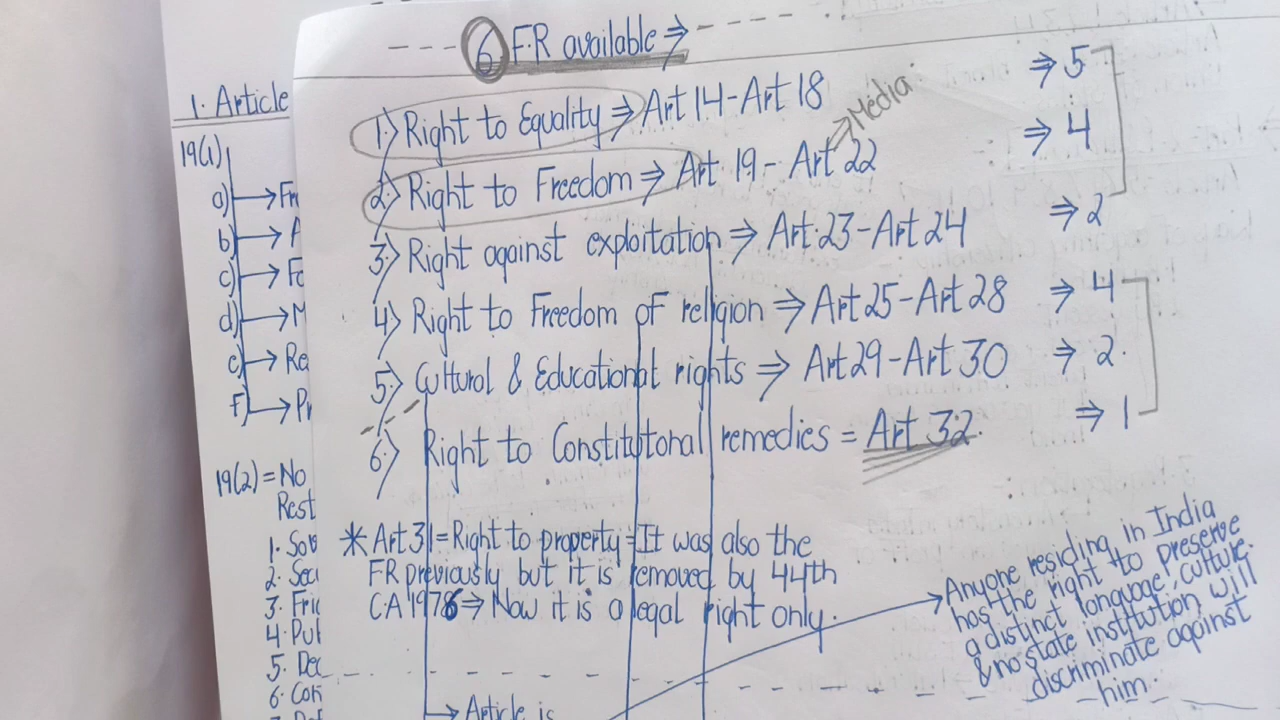 6 F.R available ⇒
1.> Right to Equality ⇒ Art 14-Art 18 ⇒ 5
→ Media
2.> Right to Freedom ⇒ Art 19 - Art 22 ⇒ 4
3.> Right against exploitation ⇒ Art.23-Art 24 ⇒ 2
4.> Right to Freedom of religion ⇒ Art 25-Art 28 ⇒ 4
5.> Cultural & Educational rights ⇒ Art 29-Art 30 ⇒ 2.
6.> Right to Constitutonal remedies = Art 32. ⇒ 1
* Art 31 = Right to property = It was also the
FR previously but it is removed by 44th
CA 1976 ⇒ Now it is a legal right only.
→ Anyone residing in India
has the right to preserve
a distinct language, culture.
& no state institution will
discriminate against
him.
→ Article is
1. Article
19(1)
a) →
b) →
c) →
d) →
e) →
f) →
19(2) = No
1.
2.
3.
4.
5.
6.